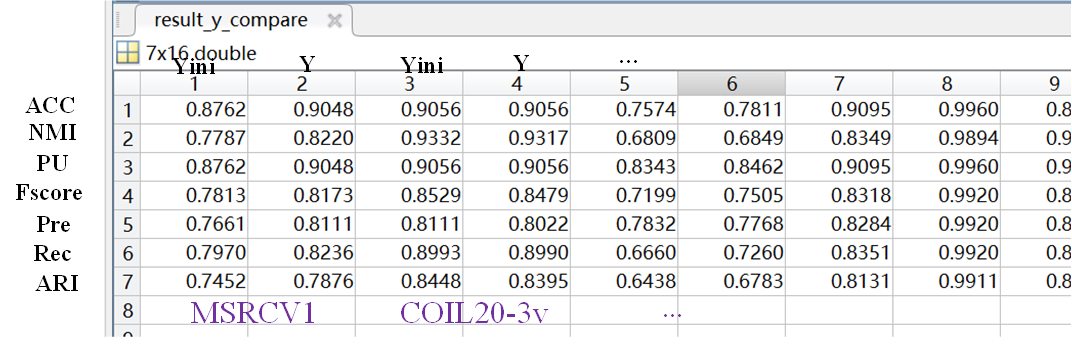 result_y_compare
7x16 double
Yini Y Yini Y ...
1 2 3 4 5 6 7 8 9
ACC 1 0.8762 0.9048 0.9056 0.9056 0.7574 0.7811 0.9095 0.9960 0.8
NMI 2 0.7787 0.8220 0.9332 0.9317 0.6809 0.6849 0.8349 0.9894 0.9
PU 3 0.8762 0.9048 0.9056 0.9056 0.8343 0.8462 0.9095 0.9960 0.9
Fscore 4 0.7813 0.8173 0.8529 0.8479 0.7199 0.7505 0.8318 0.9920 0.8
Pre 5 0.7661 0.8111 0.8111 0.8022 0.7832 0.7768 0.8284 0.9920 0.8
Rec 6 0.7970 0.8236 0.8993 0.8990 0.6660 0.7260 0.8351 0.9920 0.8
ARI 7 0.7452 0.7876 0.8448 0.8395 0.6438 0.6783 0.8131 0.9911 0.8
8 MSRCV1 COIL20-3v ...